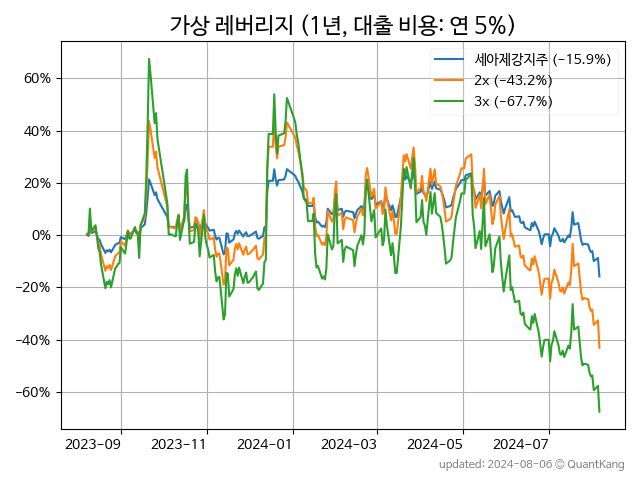 가상 레버리지 (1년, 대출 비용: 연 5%)
세아제강지주 (−15.9%)
2x (−43.2%)
3x (−67.7%)
60%
40%
20%
0%
−20%
−40%
−60%
2023-09
2023-11
2024-01
2024-03
2024-05
2024-07
updated: 2024-08-06 © QuantKang